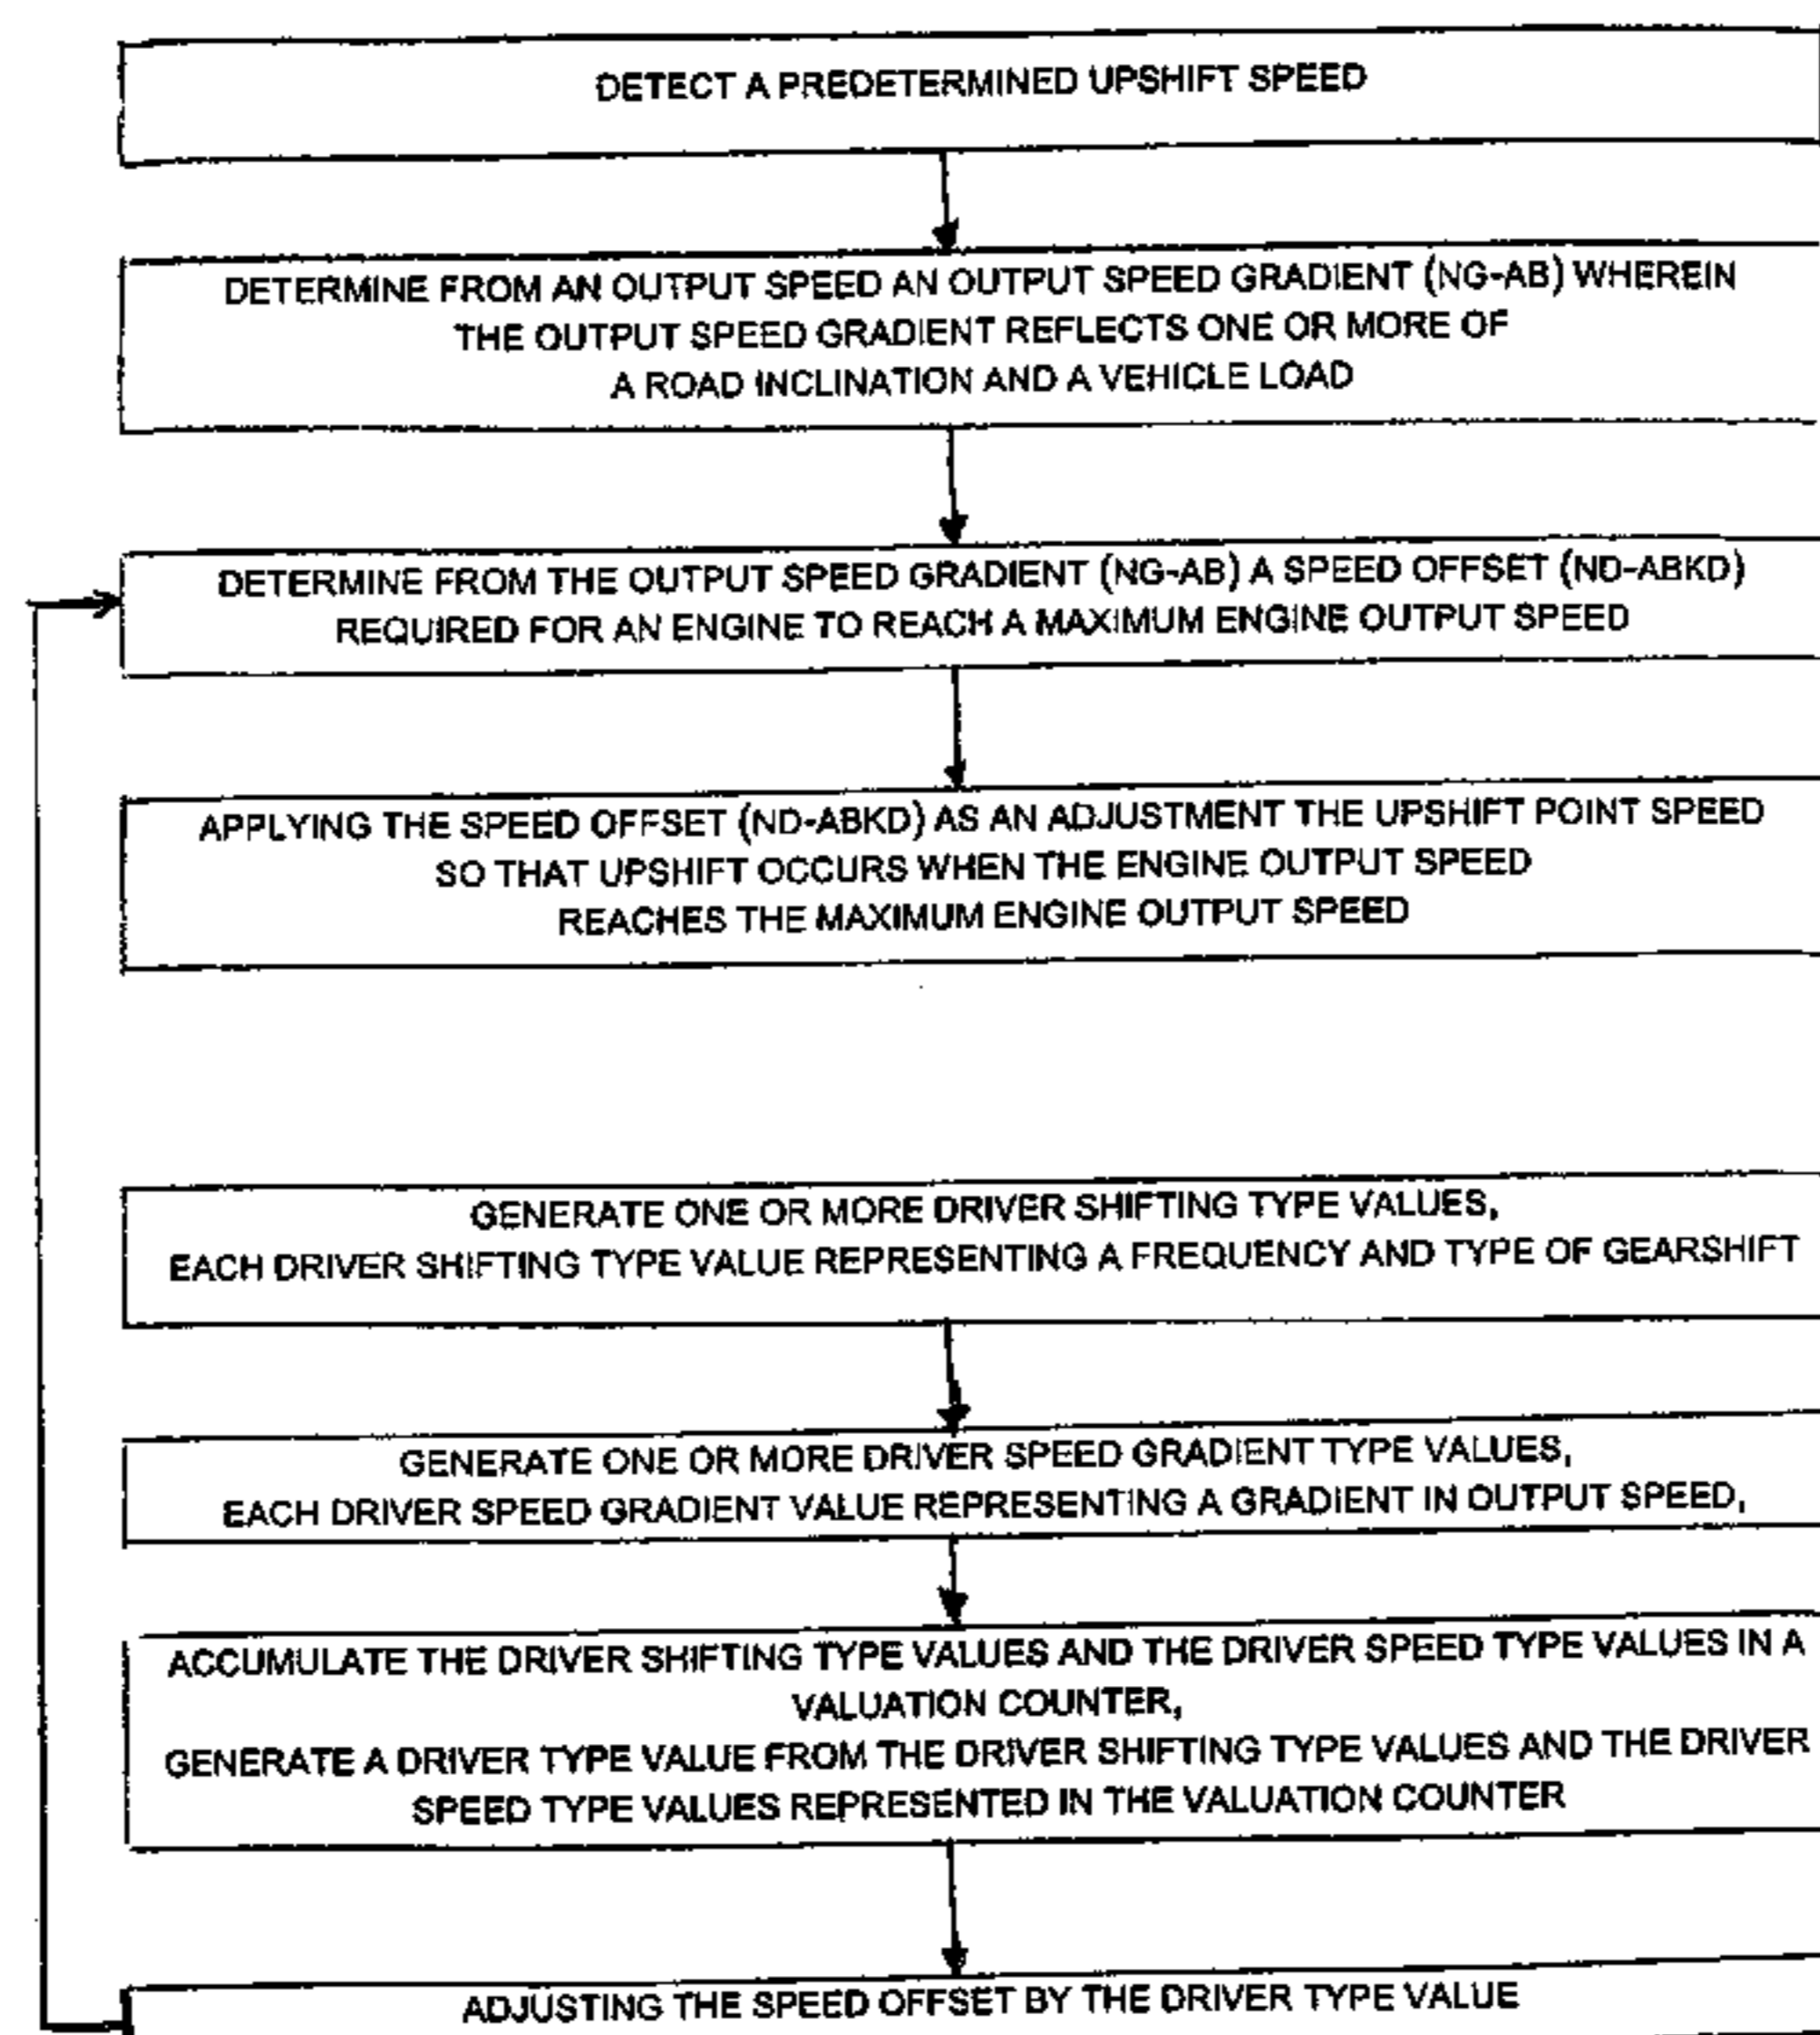 DETECT A PREDETERMINED UPSHIFT SPEED
DETERMINE FROM AN OUTPUT SPEED AN OUTPUT SPEED GRADIENT (NG-AB) WHEREIN
THE OUTPUT SPEED GRADIENT REFLECTS ONE OR MORE OF
A ROAD INCLINATION AND A VEHICLE LOAD
DETERMINE FROM THE OUTPUT SPEED GRADIENT (NG-AB) A SPEED OFFSET (ND-ABKD)
REQUIRED FOR AN ENGINE TO REACH A MAXIMUM ENGINE OUTPUT SPEED
APPLYING THE SPEED OFFSET (ND-ABKD) AS AN ADJUSTMENT THE UPSHIFT POINT SPEED
SO THAT UPSHIFT OCCURS WHEN THE ENGINE OUTPUT SPEED
REACHES THE MAXIMUM ENGINE OUTPUT SPEED
GENERATE ONE OR MORE DRIVER SHIFTING TYPE VALUES,
EACH DRIVER SHIFTING TYPE VALUE REPRESENTING A FREQUENCY AND TYPE OF GEARSHIFT
GENERATE ONE OR MORE DRIVER SPEED GRADIENT TYPE VALUES,
EACH DRIVER SPEED GRADIENT VALUE REPRESENTING A GRADIENT IN OUTPUT SPEED,
ACCUMULATE THE DRIVER SHIFTING TYPE VALUES AND THE DRIVER SPEED TYPE VALUES IN A
VALUATION COUNTER,
GENERATE A DRIVER TYPE VALUE FROM THE DRIVER SHIFTING TYPE VALUES AND THE DRIVER
SPEED TYPE VALUES REPRESENTED IN THE VALUATION COUNTER
ADJUSTING THE SPEED OFFSET BY THE DRIVER TYPE VALUE